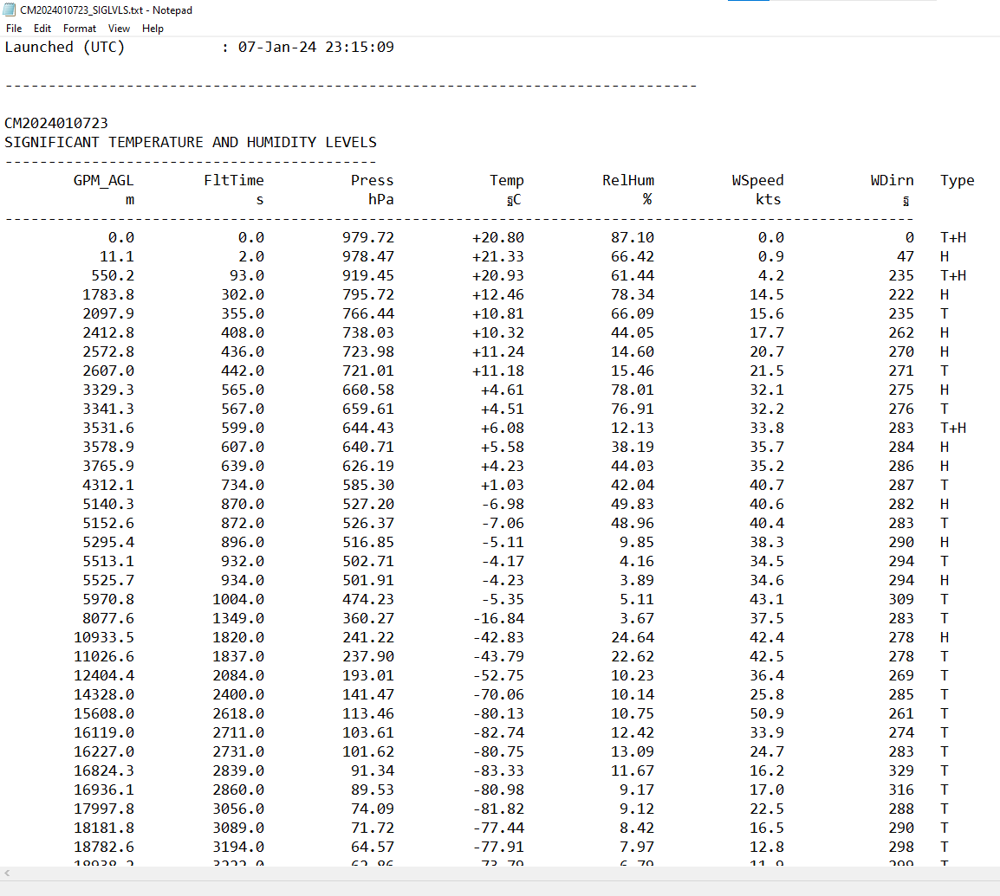 CM2024010723_SIGLVLS.txt - Notepad
File Edit Format View Help
Launched (UTC) : 07-Jan-24 23:15:09
--------------------------------------------------------------------------------
CM2024010723
SIGNIFICANT TEMPERATURE AND HUMIDITY LEVELS
-------------------------------------------
GPM_AGL FltTime Press Temp RelHum WSpeed WDirn Type
m s hPa C % kts
---------------------------------------------------------------------------------------------------------
0.0 0.0 979.72 +20.80 87.10 0.0 0 T+H
11.1 2.0 978.47 +21.33 66.42 0.9 47 H
550.2 93.0 919.45 +20.93 61.44 4.2 235 T+H
1783.8 302.0 795.72 +12.46 78.34 14.5 222 H
2097.9 355.0 766.44 +10.81 66.09 15.6 235 T
2412.8 408.0 738.03 +10.32 44.05 17.7 262 H
2572.8 436.0 723.98 +11.24 14.60 20.7 270 H
2607.0 442.0 721.01 +11.18 15.46 21.5 271 T
3329.3 565.0 660.58 +4.61 78.01 32.1 275 H
3341.3 567.0 659.61 +4.51 76.91 32.2 276 T
3531.6 599.0 644.43 +6.08 12.13 33.8 283 T+H
3578.9 607.0 640.71 +5.58 38.19 35.7 284 H
3765.9 639.0 626.19 +4.23 44.03 35.2 286 H
4312.1 734.0 585.30 +1.03 42.04 40.7 287 T
5140.3 870.0 527.20 -6.98 49.83 40.6 282 H
5152.6 872.0 526.37 -7.06 48.96 40.4 283 T
5295.4 896.0 516.85 -5.11 9.85 38.3 290 H
5513.1 932.0 502.71 -4.17 4.16 34.5 294 T
5525.7 934.0 501.91 -4.23 3.89 34.6 294 H
5970.8 1004.0 474.23 -5.35 5.11 43.1 309 T
8077.6 1349.0 360.27 -16.84 3.67 37.5 283 T
10933.5 1820.0 241.22 -42.83 24.64 42.4 278 H
11026.6 1837.0 237.90 -43.79 22.62 42.5 278 T
12404.4 2084.0 193.01 -52.75 10.23 36.4 269 T
14328.0 2400.0 141.47 -70.06 10.14 25.8 285 T
15608.0 2618.0 113.46 -80.13 10.75 50.9 261 T
16119.0 2711.0 103.61 -82.74 12.42 33.9 274 T
16227.0 2731.0 101.62 -80.75 13.09 24.7 283 T
16824.3 2839.0 91.34 -83.33 11.67 16.2 329 T
16936.1 2860.0 89.53 -80.98 9.17 17.0 316 T
17997.8 3056.0 74.09 -81.82 9.12 22.5 288 T
18181.8 3089.0 71.72 -77.44 8.42 16.5 290 T
18782.6 3194.0 64.57 -77.91 7.97 12.8 298 T